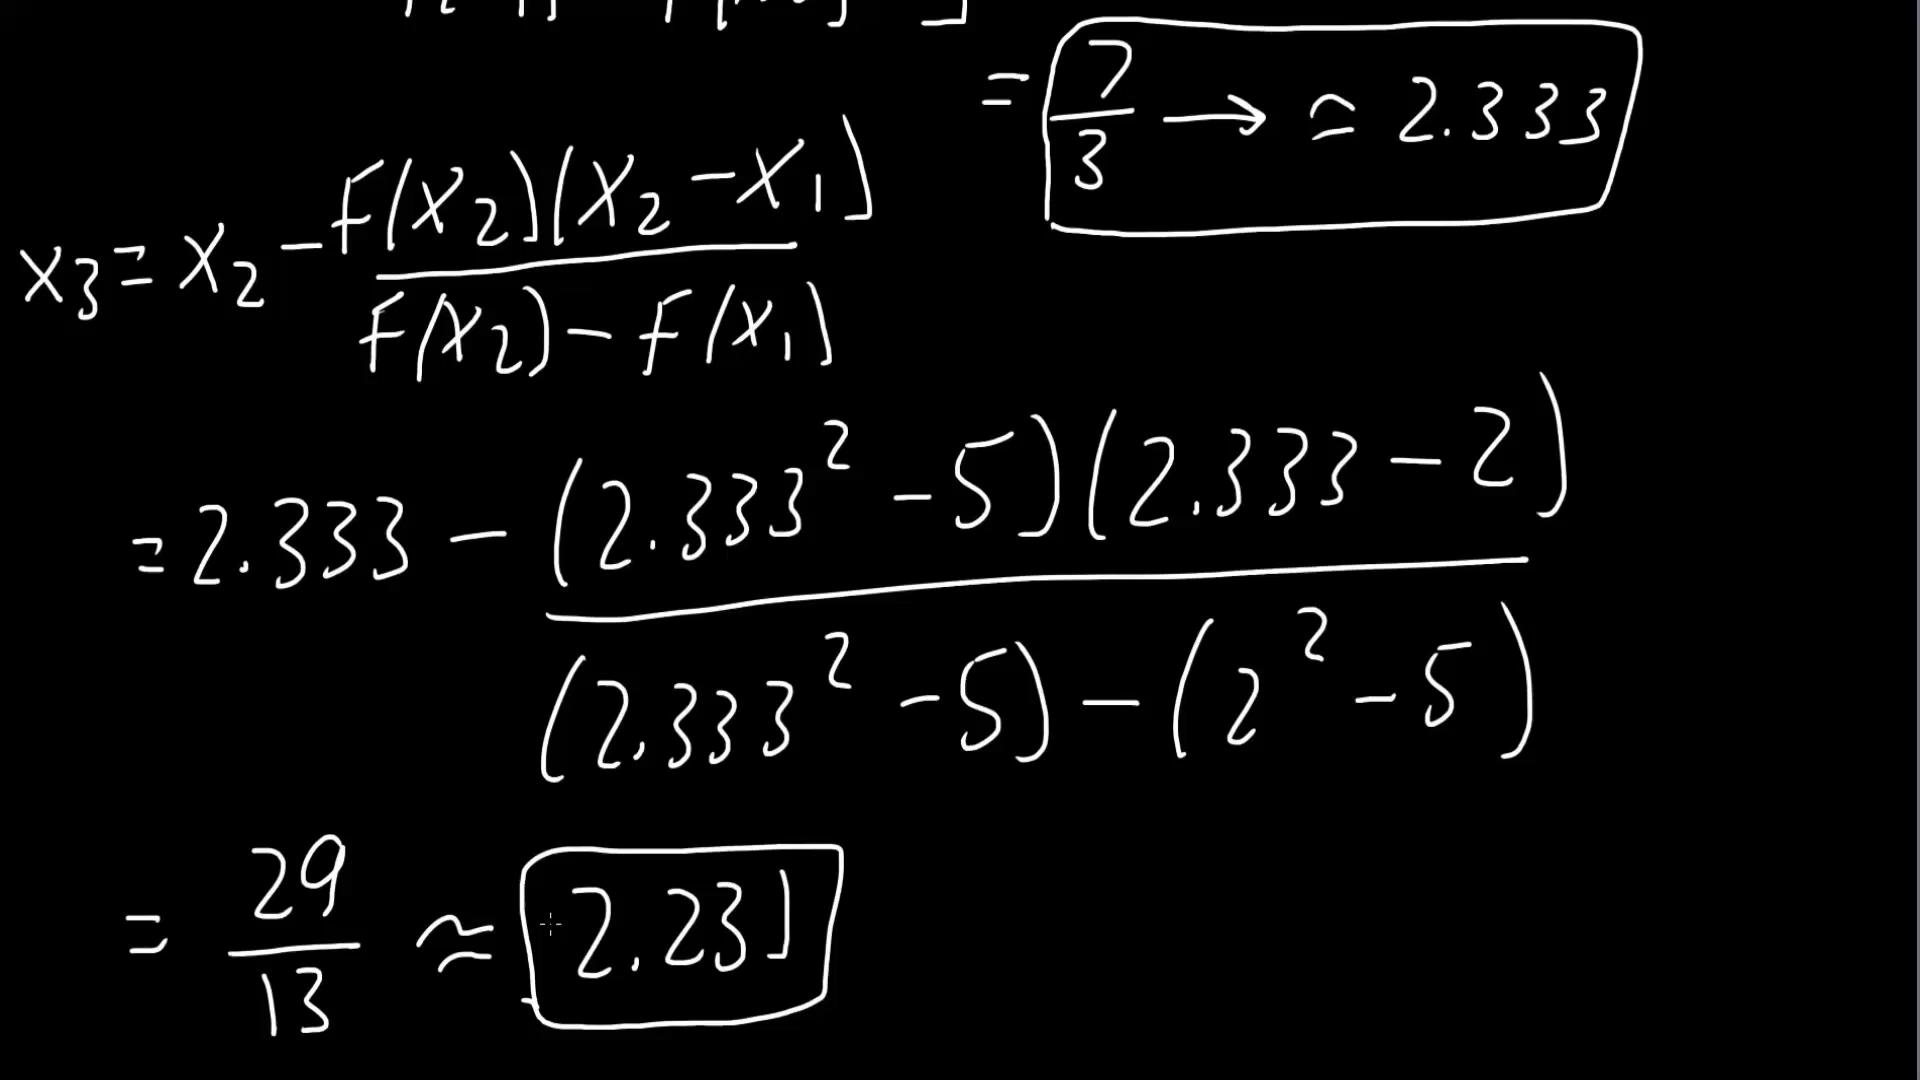 = 7/3 → ≃ 2.333
x3 = x2 - f(x2)(x2 - x1) / f(x2) - f(x1)
= 2.333 - (2.333² - 5)(2.333 - 2) / (2.333² - 5) - (2² - 5)
= 29/13 ≈ 2.231